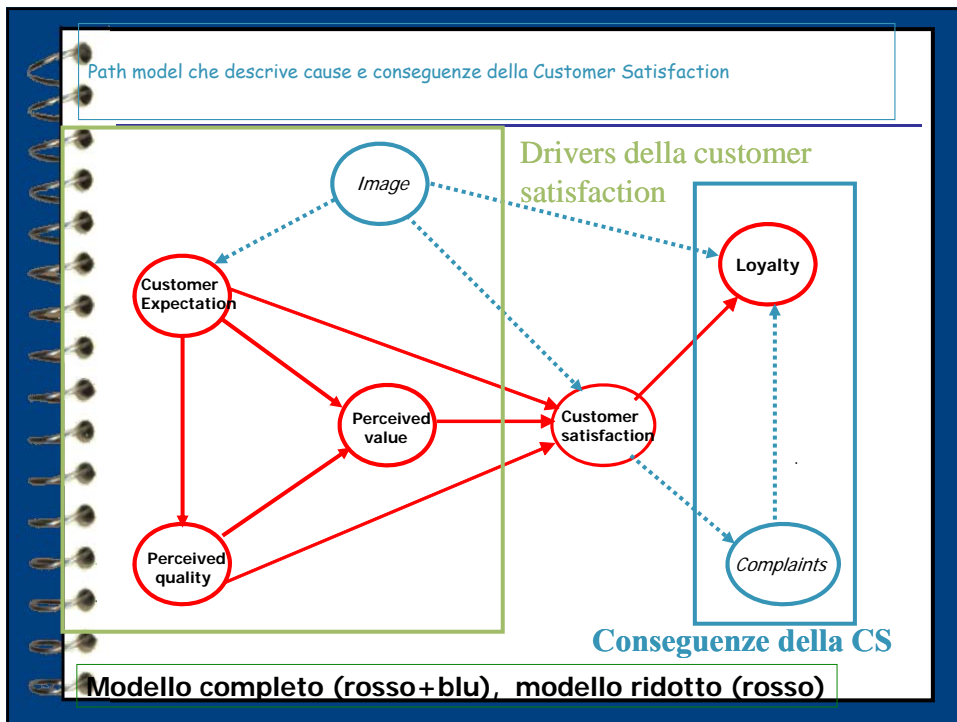 Path model che descrive cause e conseguenze della Customer Satisfaction
Drivers della customer
satisfaction
Image
Loyalty
Customer
Expectation
Perceived
value
Customer
satisfaction
Perceived
quality
Complaints
Conseguenze della CS
Modello completo (rosso+blu), modello ridotto (rosso)